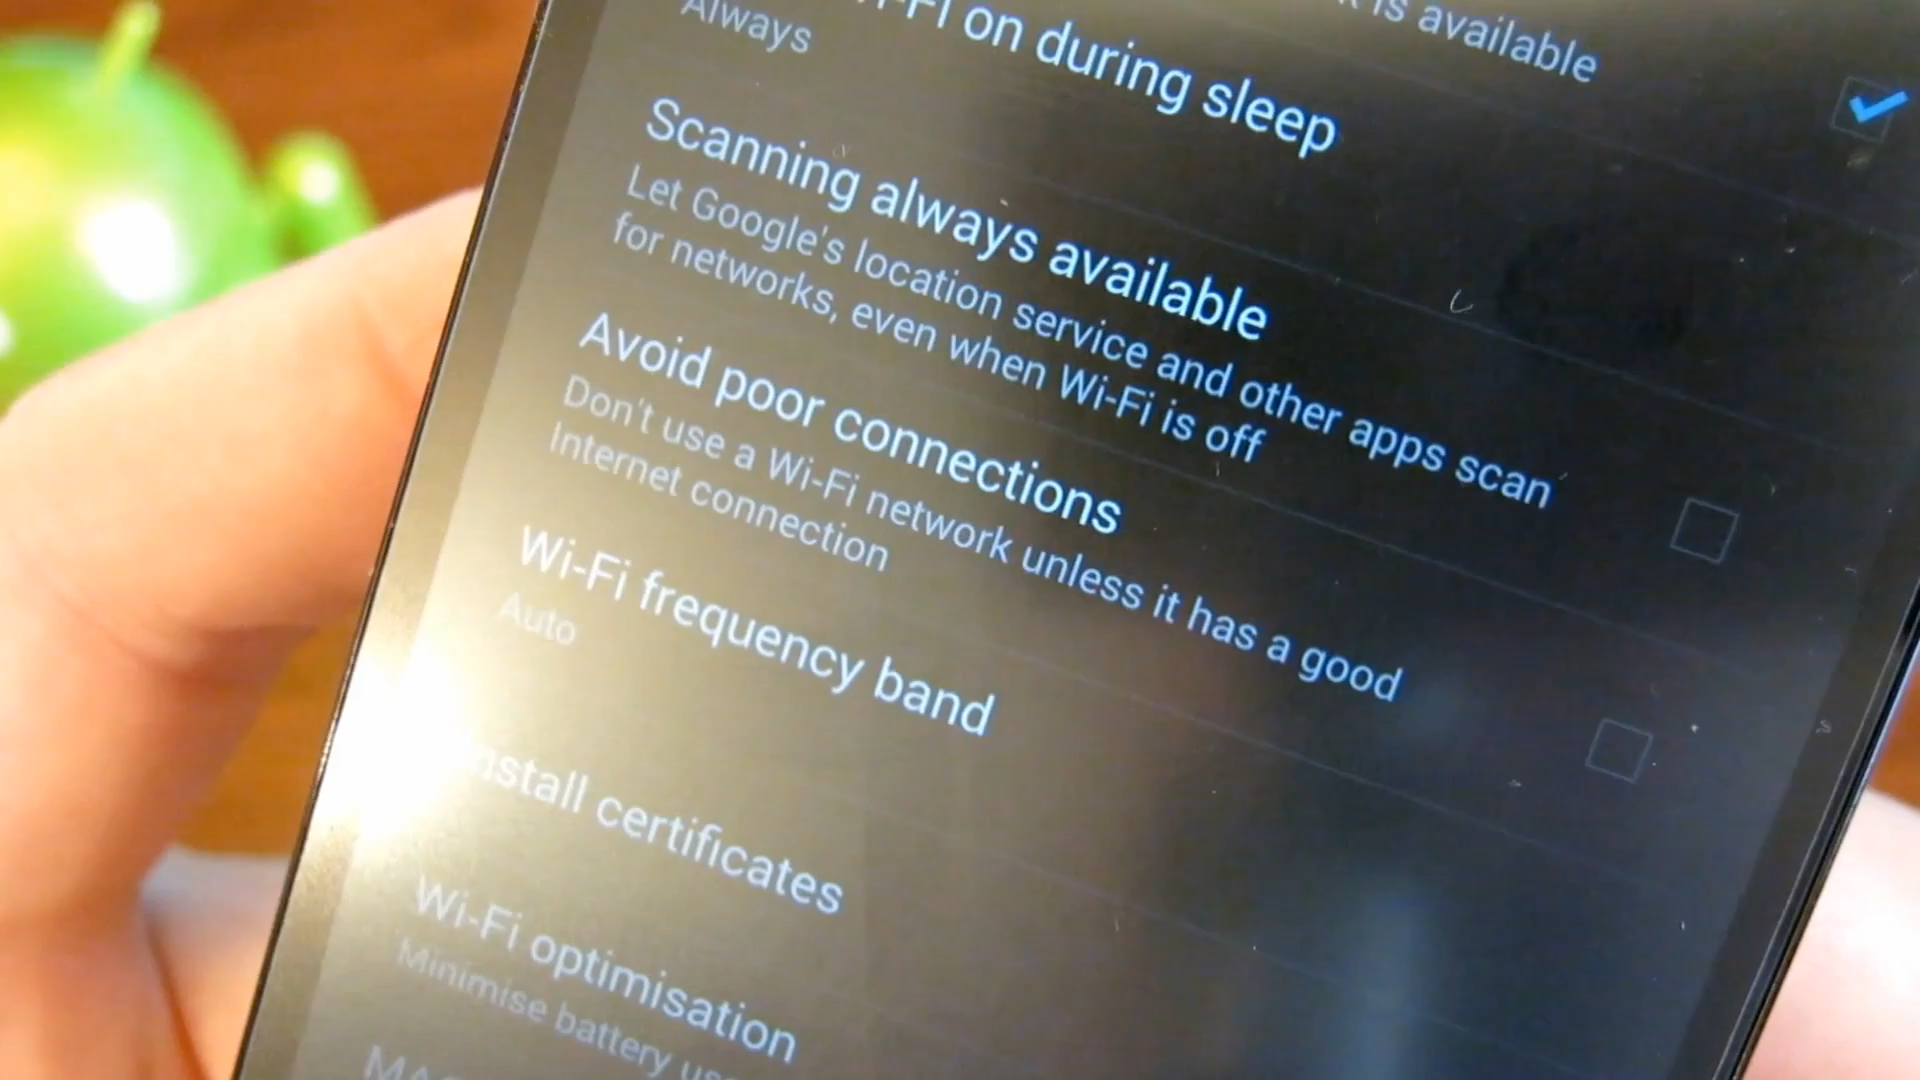 is available
Fi on during sleep
Always
Scanning always available
Let Google's location service and other apps scan
for networks, even when Wi-Fi is off
Avoid poor connections
Don't use a Wi-Fi network unless it has a good
Internet connection
Wi-Fi frequency band
Auto
nstall certificates
Wi-Fi optimisation
Minimise battery